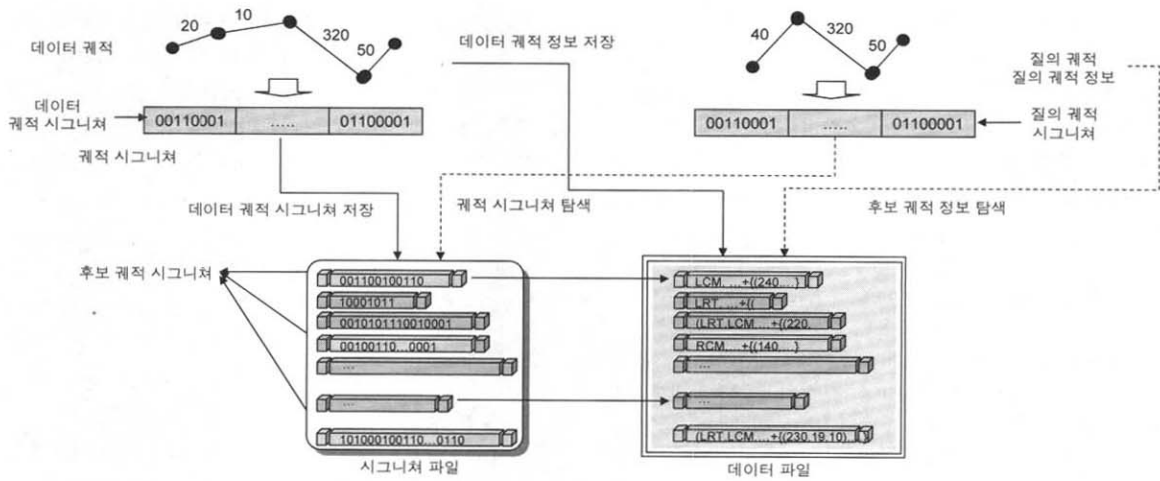 데이터 궤적
20
10
320
50
데이터 궤적 정보 저장
40
320
50
질의 궤적
질의 궤적 정보
데이터
궤적 시그니쳐
00110001
.....
01100001
궤적 시그니쳐
00110001
.....
01100001
질의 궤적
시그니쳐
데이터 궤적 시그니쳐 저장
궤적 시그니쳐 탐색
후보 궤적 정보 탐색
후보 궤적 시그니쳐
001100100110
10001011
0010101110010001
00100110...0001
...
...
101000100110...0110
시그니쳐 파일
LCM. ...+{(240....}
LRT. ...+{(
(LRT.LCM ....+{(220.
RCM....+{(140....}
...
...
(LRT.LCM....+{(230.19.10)....}
데이터 파일